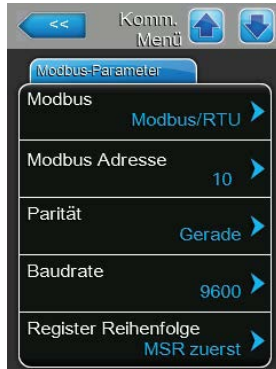 <<
Komm.
Menü
Modbus-Parameter
Modbus
Modbus/RTU
Modbus Adresse
10
Parität
Gerade
Baudrate
9600
Register Reihenfolge
MSR zuerst